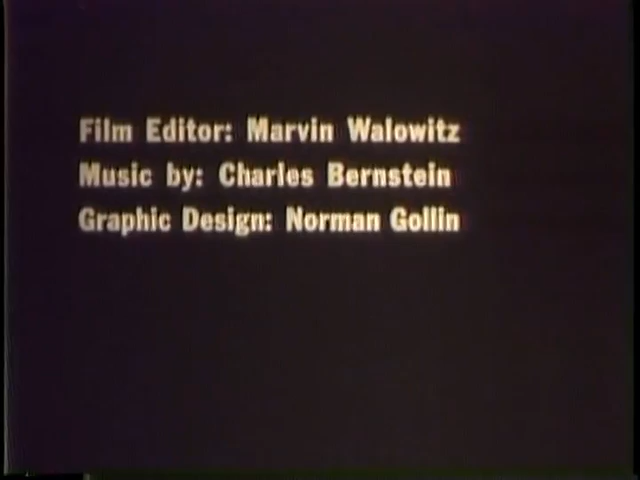 Film Editor: Marvin Walowitz
Music by: Charles Bernstein
Graphic Design: Norman Gollin